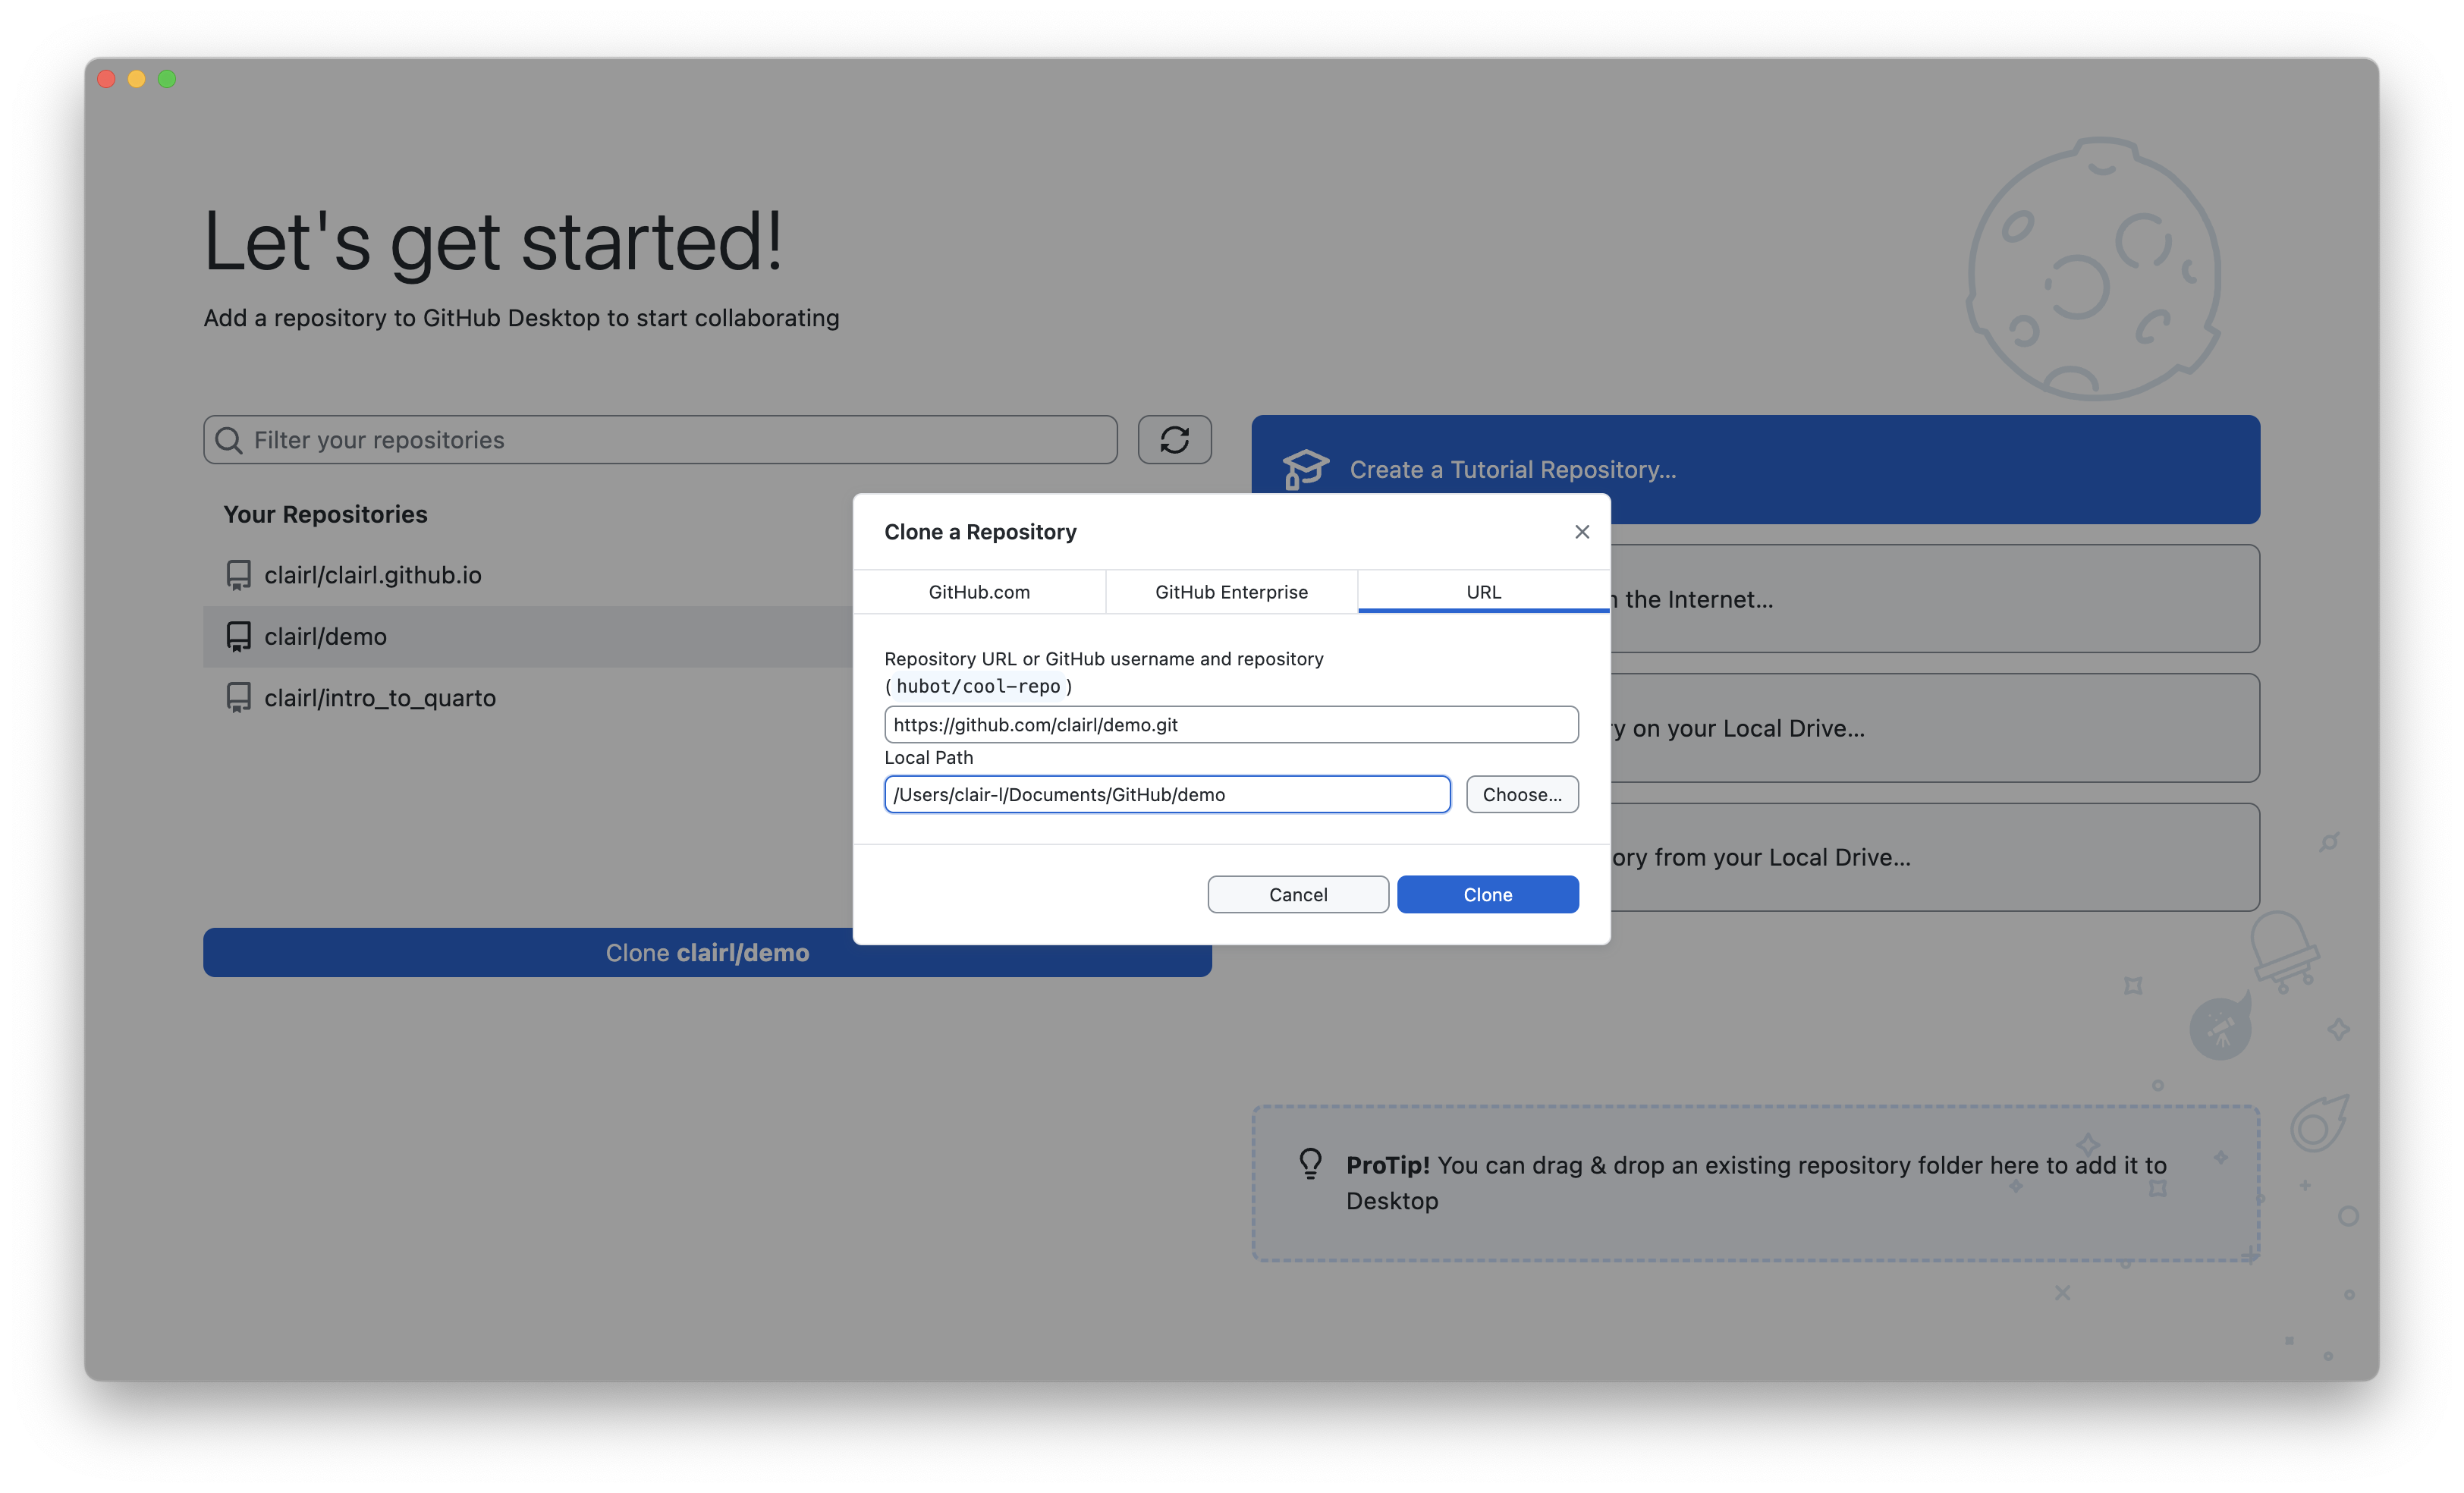 Let's get started!
Add a repository to GitHub Desktop to start collaborating
Filter your repositories
Your Repositories
clairl/clairl.github.io
clairl/demo
clairl/intro_to_quarto
Clone clairl/demo
Create a Tutorial Repository...
the Internet...
on your Local Drive...
from your Local Drive...
Clone a Repository
GitHub.com
GitHub Enterprise
URL
Repository URL or GitHub username and repository
(hubot/cool-repo)
https://github.com/clairl/demo.git
Local Path
/Users/clair-l/Documents/GitHub/demo
Choose...
Cancel
Clone
ProTip! You can drag & drop an existing repository folder here to add it to
Desktop